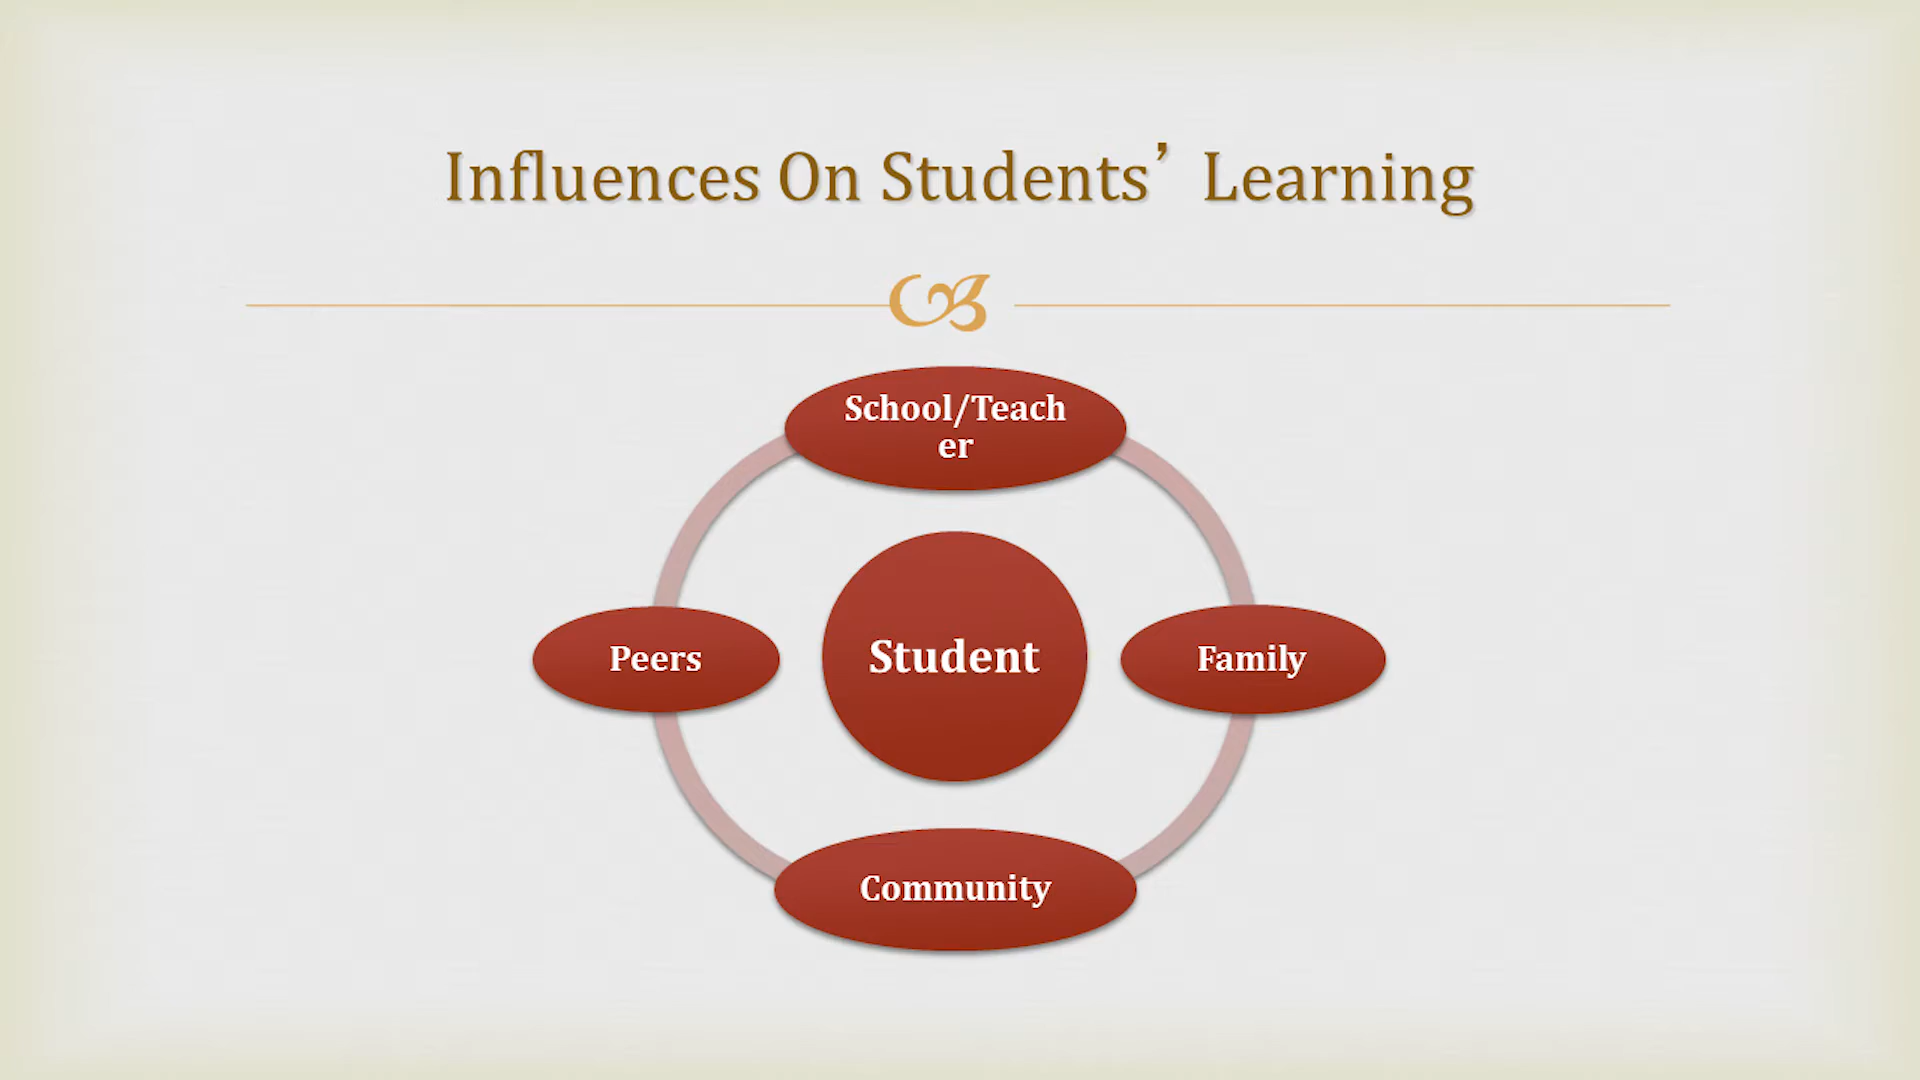 Influences On Students’ Learning
School/Teach
er
Peers
Student
Family
Community